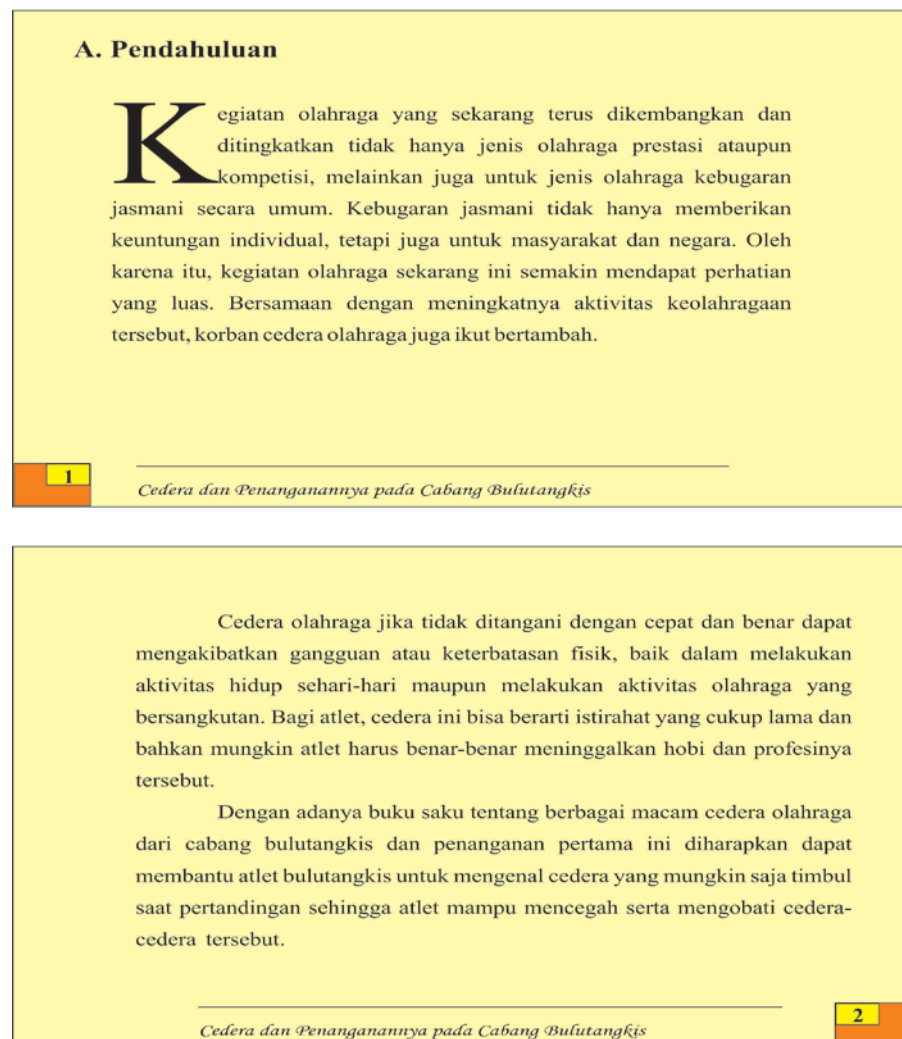 A. Pendahuluan
Kegiatan olahraga yang sekarang terus dikembangkan dan
ditingkatkan tidak hanya jenis olahraga prestasi ataupun
kompetisi, melainkan juga untuk jenis olahraga kebugaran
jasmani secara umum. Kebugaran jasmani tidak hanya memberikan
keuntungan individual, tetapi juga untuk masyarakat dan negara. Oleh
karena itu, kegiatan olahraga sekarang ini semakin mendapat perhatian
yang luas. Bersamaan dengan meningkatnya aktivitas keolahragaan
tersebut, korban cedera olahraga juga ikut bertambah.
1
Cedera dan Penanganannya pada Cabang Bulutangkis
Cedera olahraga jika tidak ditangani dengan cepat dan benar dapat
mengakibatkan gangguan atau keterbatasan fisik, baik dalam melakukan
aktivitas hidup sehari-hari maupun melakukan aktivitas olahraga yang
bersangkutan. Bagi atlet, cedera ini bisa berarti istirahat yang cukup lama dan
bahkan mungkin atlet harus benar-benar meninggalkan hobi dan profesinya
tersebut.
Dengan adanya buku saku tentang berbagai macam cedera olahraga
dari cabang bulutangkis dan penanganan pertama ini diharapkan dapat
membantu atlet bulutangkis untuk mengenal cedera yang mungkin saja timbul
saat pertandingan sehingga atlet mampu mencegah serta mengobati cedera-
cedera tersebut.
Cedera dan Penanganannya pada Cabang Bulutangkis
2